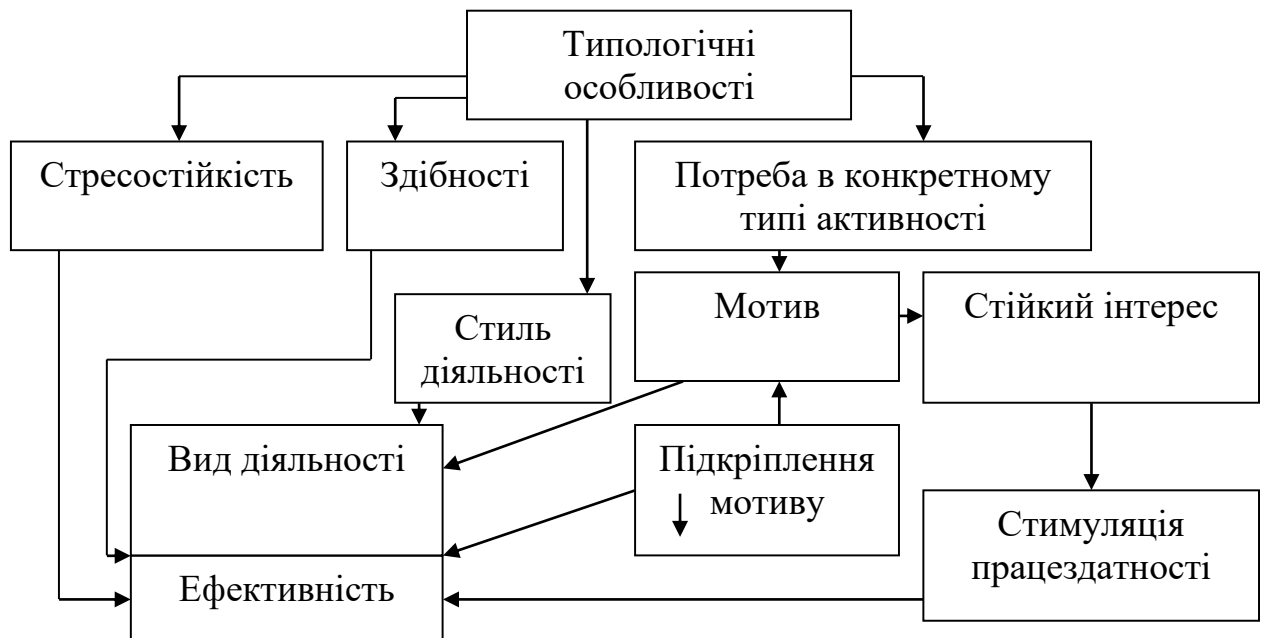 Типологічні
особливості
Стресостійкість
Здібності
Потреба в конкретному
типі активності
Мотив
Стійкий інтерес
Стиль
діяльності
Вид діяльності
Підкріплення
мотиву
Стимуляція
працездатності
Ефективність